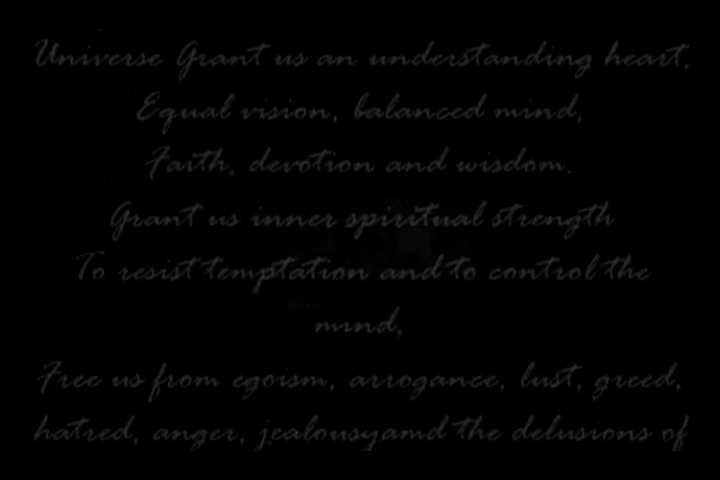 Universe Grant us an understanding heart,
Equal vision, balanced mind,
Faith, devotion and wisdom.
Grant us inner spiritual strength
To resist temptation and to control the
mind,
Free us from egoism, arrogance, lust, greed,
hatred, anger, jealousyamd the delusions of